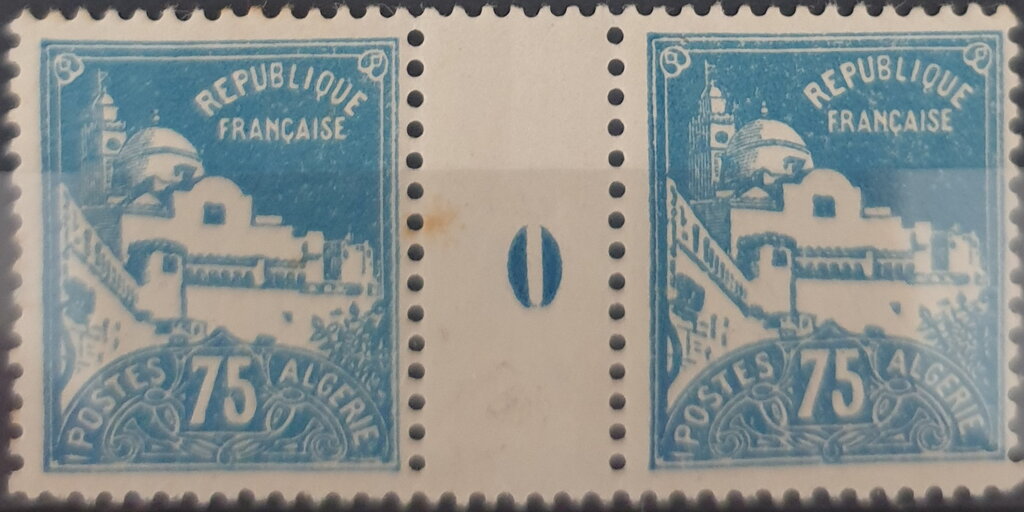 REPUBLIQUE
FRANÇAISE
POSTES 75 ALGERIE
0
REPUBLIQUE
FRANÇAISE
POSTES 75 ALGERIE